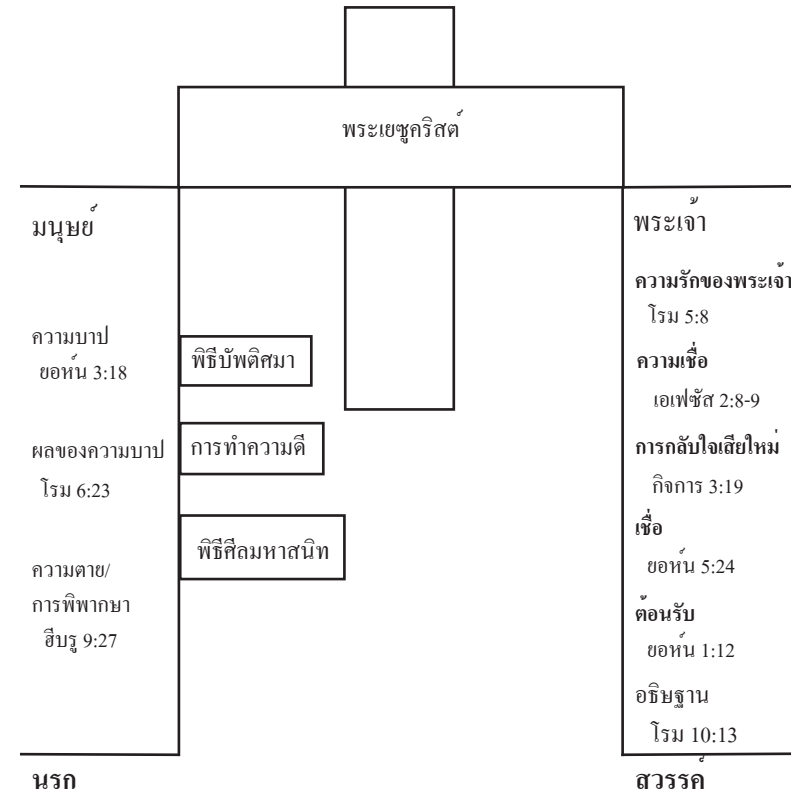 พระเยซูคริสต์
มนุษย์
ความบาป
ยอห์น 3:18
ผลของความบาป
โรม 6:23
ความตาย/
การพิพากษา
ฮีบรู 9:27
นรก
พิธีบัพติศมา
การทำความดี
พิธีศีลมหาสนิท
พระเจ้า
ความรักของพระเจ้า
โรม 5:8
ความเชื่อ
เอเฟซัส 2:8-9
การกลับใจเสียใหม่
กิจการ 3:19
เชื่อ
ยอห์น 5:24
ต้อนรับ
ยอห์น 1:12
อธิษฐาน
โรม 10:13
สวรรค์